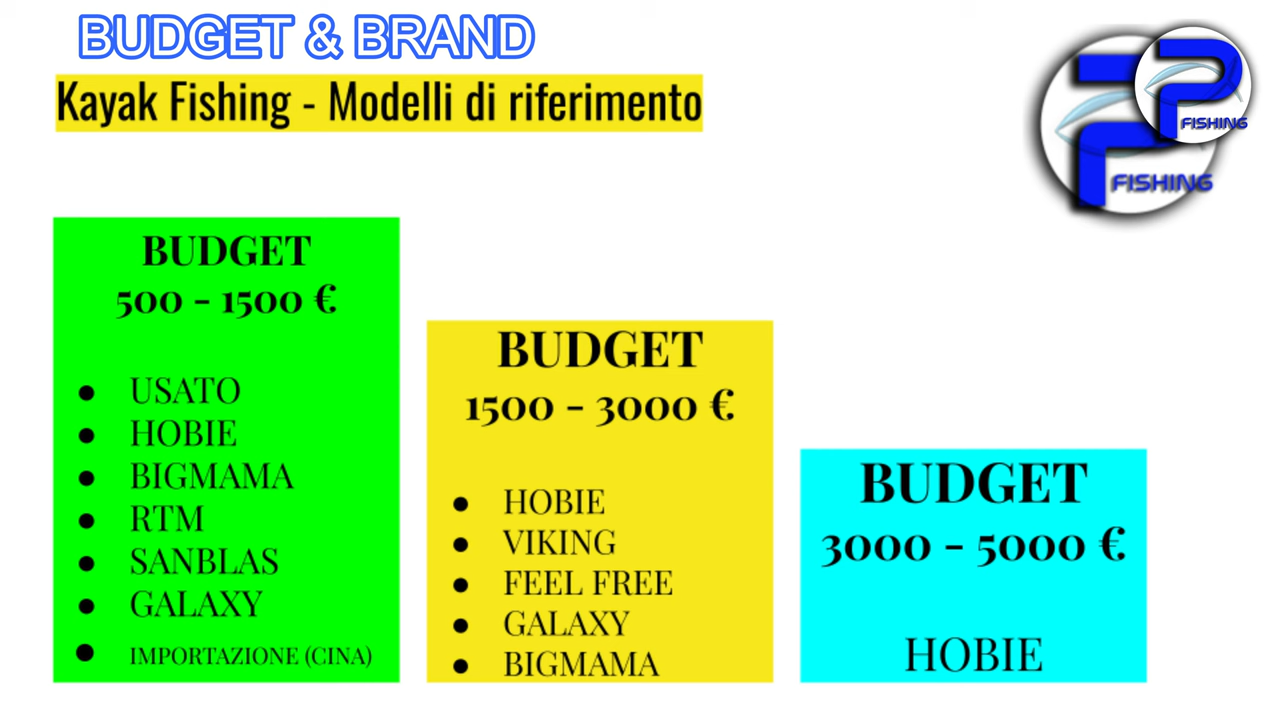 BUDGET & BRAND
Kayak Fishing - Modelli di riferimento
FISHING
FISHING
BUDGET
500 - 1500 €
● USATO
● HOBIE
● BIGMAMA
● RTM
● SANBLAS
● GALAXY
● IMPORTAZIONE (CINA)
BUDGET
1500 - 3000 €
● HOBIE
● VIKING
● FEEL FREE
● GALAXY
● BIGMAMA
BUDGET
3000 - 5000 €
HOBIE